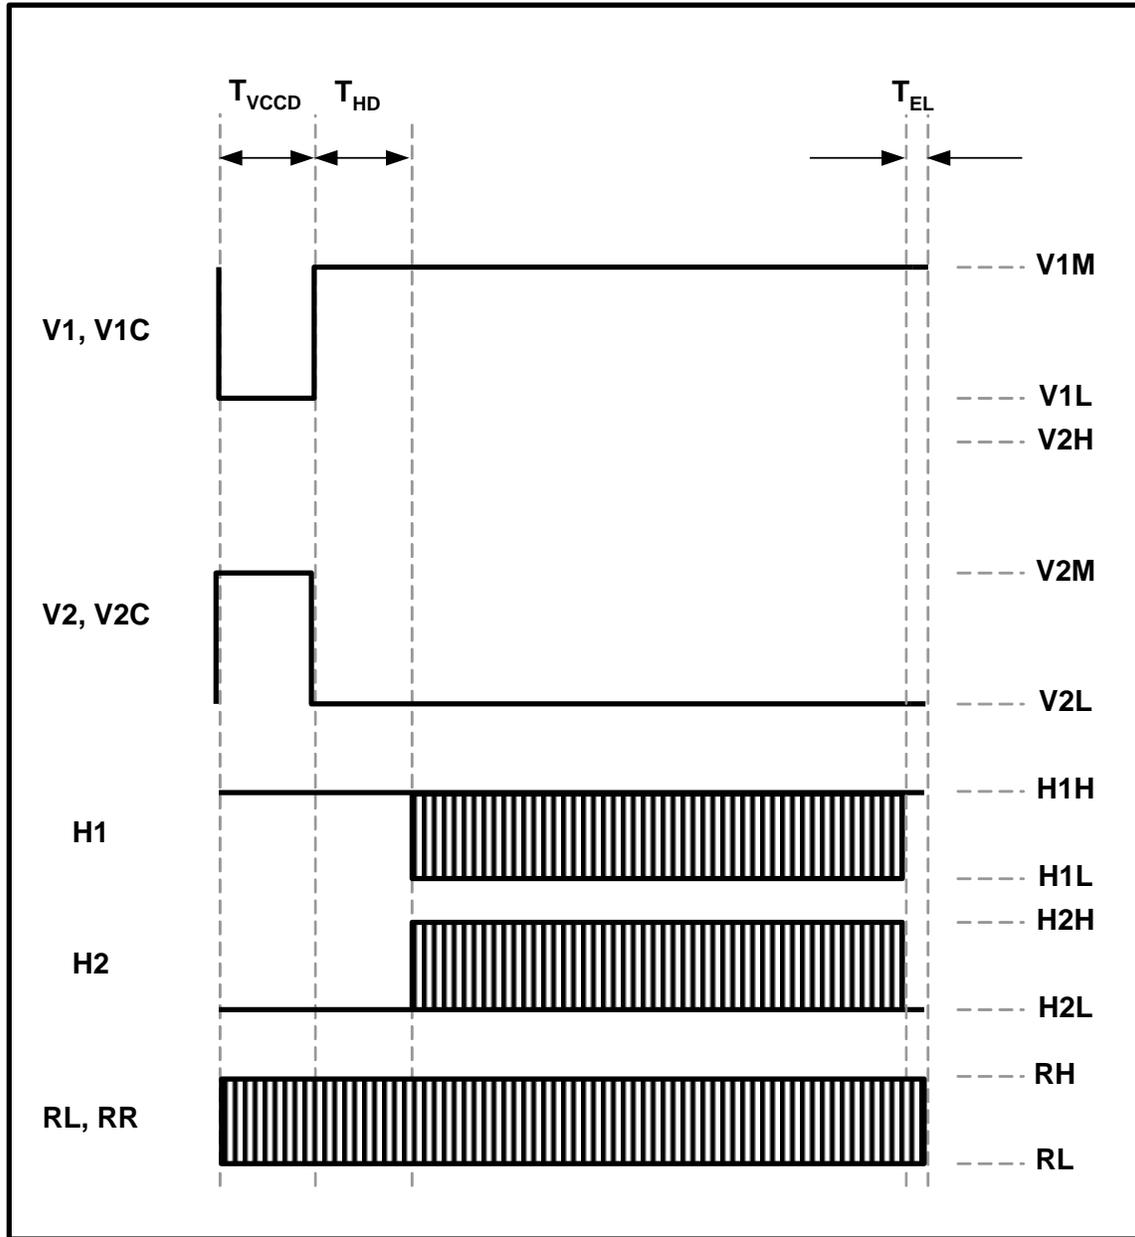 TVCCD THD TEL
V1M
V1, V1C
V1L
V2H
V2M
V2, V2C
V2L
H1H
H1
H1L
H2H
H2
H2L
RH
RL, RR
RL